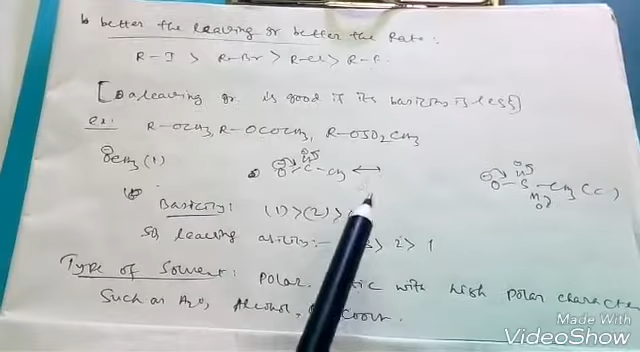 b better the leaving gr better the Rate:
R-I > R-Br > R-Cl > R-F.
[a leaving gr. is good if its basicity is less]
ex: R-OCH3, R-OCOCH3, R-OSO2CH3
OCH3 (1)
O-C-CH3 ↔
O-S-CH3
Basicity: (1)>(2)>
So leaving ability:- 3> 2> 1
Type of Solvent: Polar with high polar character
Such as H2O, Alcohol,
Made With
VideoShow